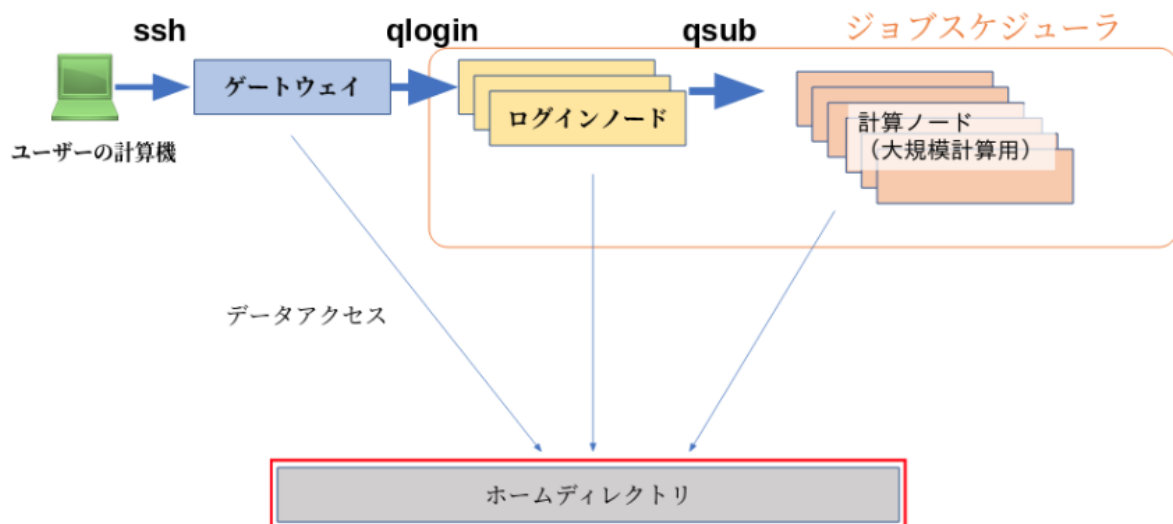 ssh
qlogin
qsub
ジョブスケジューラ
ゲートウェイ
ログインノード
計算ノード
（大規模計算用）
ユーザーの計算機
データアクセス
ホームディレクトリ